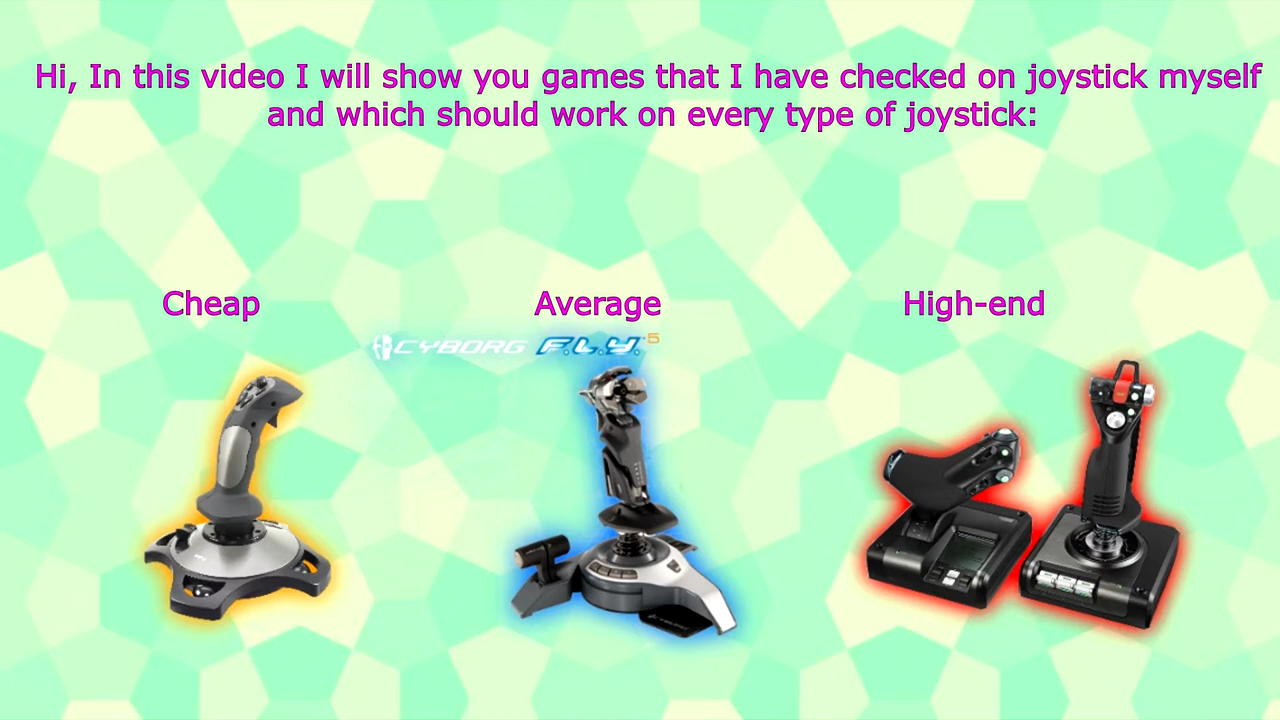 Hi, In this video I will show you games that I have checked on joystick myself
and which should work on every type of joystick:
Cheap
Average
High-end
CYBORG F.L.Y. 5